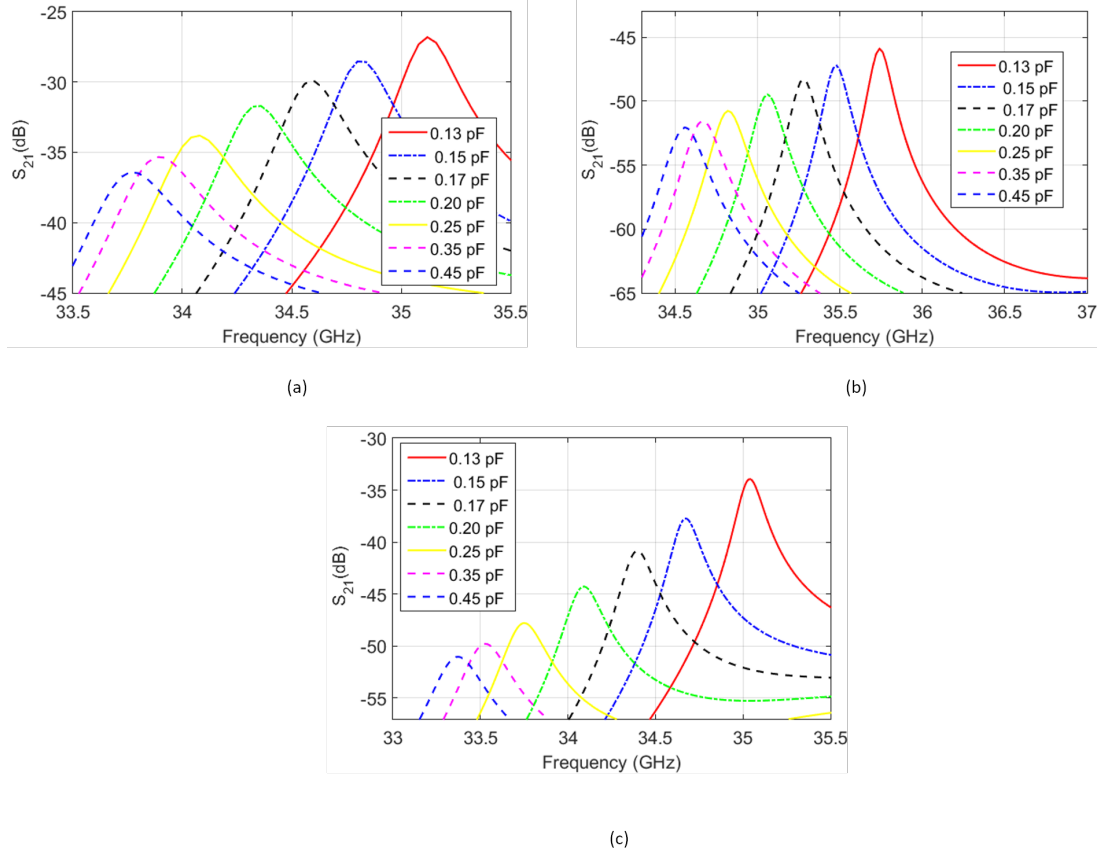 -25
-30
-35
-40
-45
S21(dB)
33.5 34 34.5 35 35.5
Frequency (GHz)
0.13 pF
0.15 pF
0.17 pF
0.20 pF
0.25 pF
0.35 pF
0.45 pF
(a)
-45
-50
-55
-60
-65
S21(dB)
34.5 35 35.5 36 36.5 37
Frequency (GHz)
0.13 pF
0.15 pF
0.17 pF
0.20 pF
0.25 pF
0.35 pF
0.45 pF
(b)
-30
-35
-40
-45
-50
-55
S21(dB)
33 33.5 34 34.5 35 35.5
Frequency (GHz)
0.13 pF
0.15 pF
0.17 pF
0.20 pF
0.25 pF
0.35 pF
0.45 pF
(c)